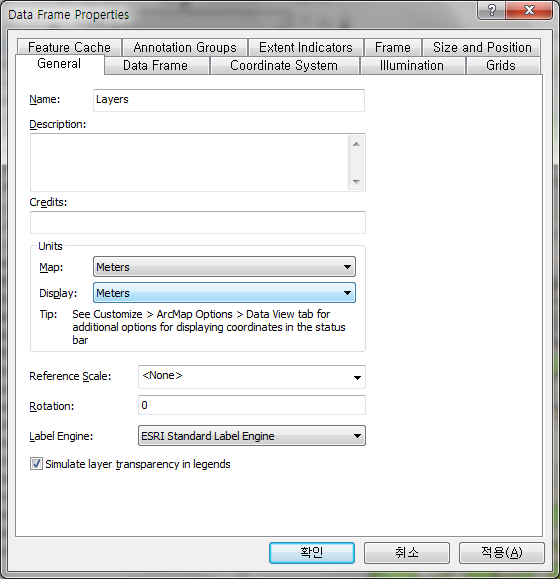 Data Frame Properties
Feature Cache Annotation Groups Extent Indicators Frame Size and Position
General Data Frame Coordinate System Illumination Grids
Name: Layers
Description:
Credits:
Units
Map: Meters
Display: Meters
Tip: See Customize > ArcMap Options > Data View tab for
additional options for displaying coordinates in the status
bar
Reference Scale: <None>
Rotation: 0
Label Engine: ESRI Standard Label Engine
Simulate layer transparency in legends
확인 취소 적용(A)